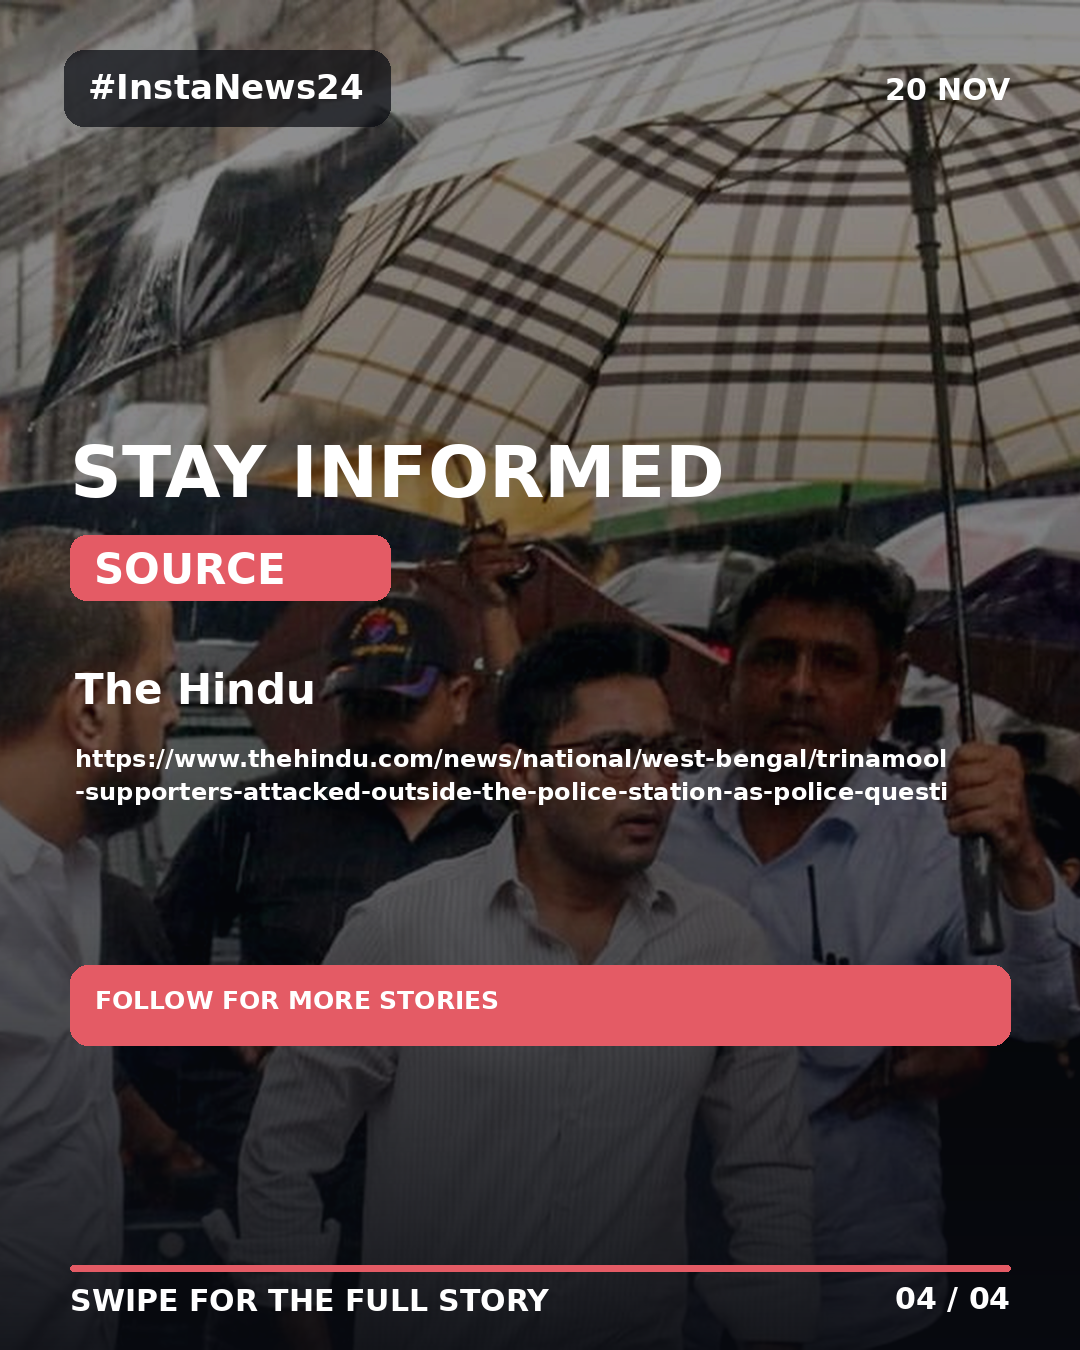 #InstaNews24
20 NOV
STAY INFORMED
SOURCE
The Hindu
https://www.thehindu.com/news/national/west-bengal/trinamool
-supporters-attacked-outside-the-police-station-as-police-questi
FOLLOW FOR MORE STORIES
SWIPE FOR THE FULL STORY
04 / 04